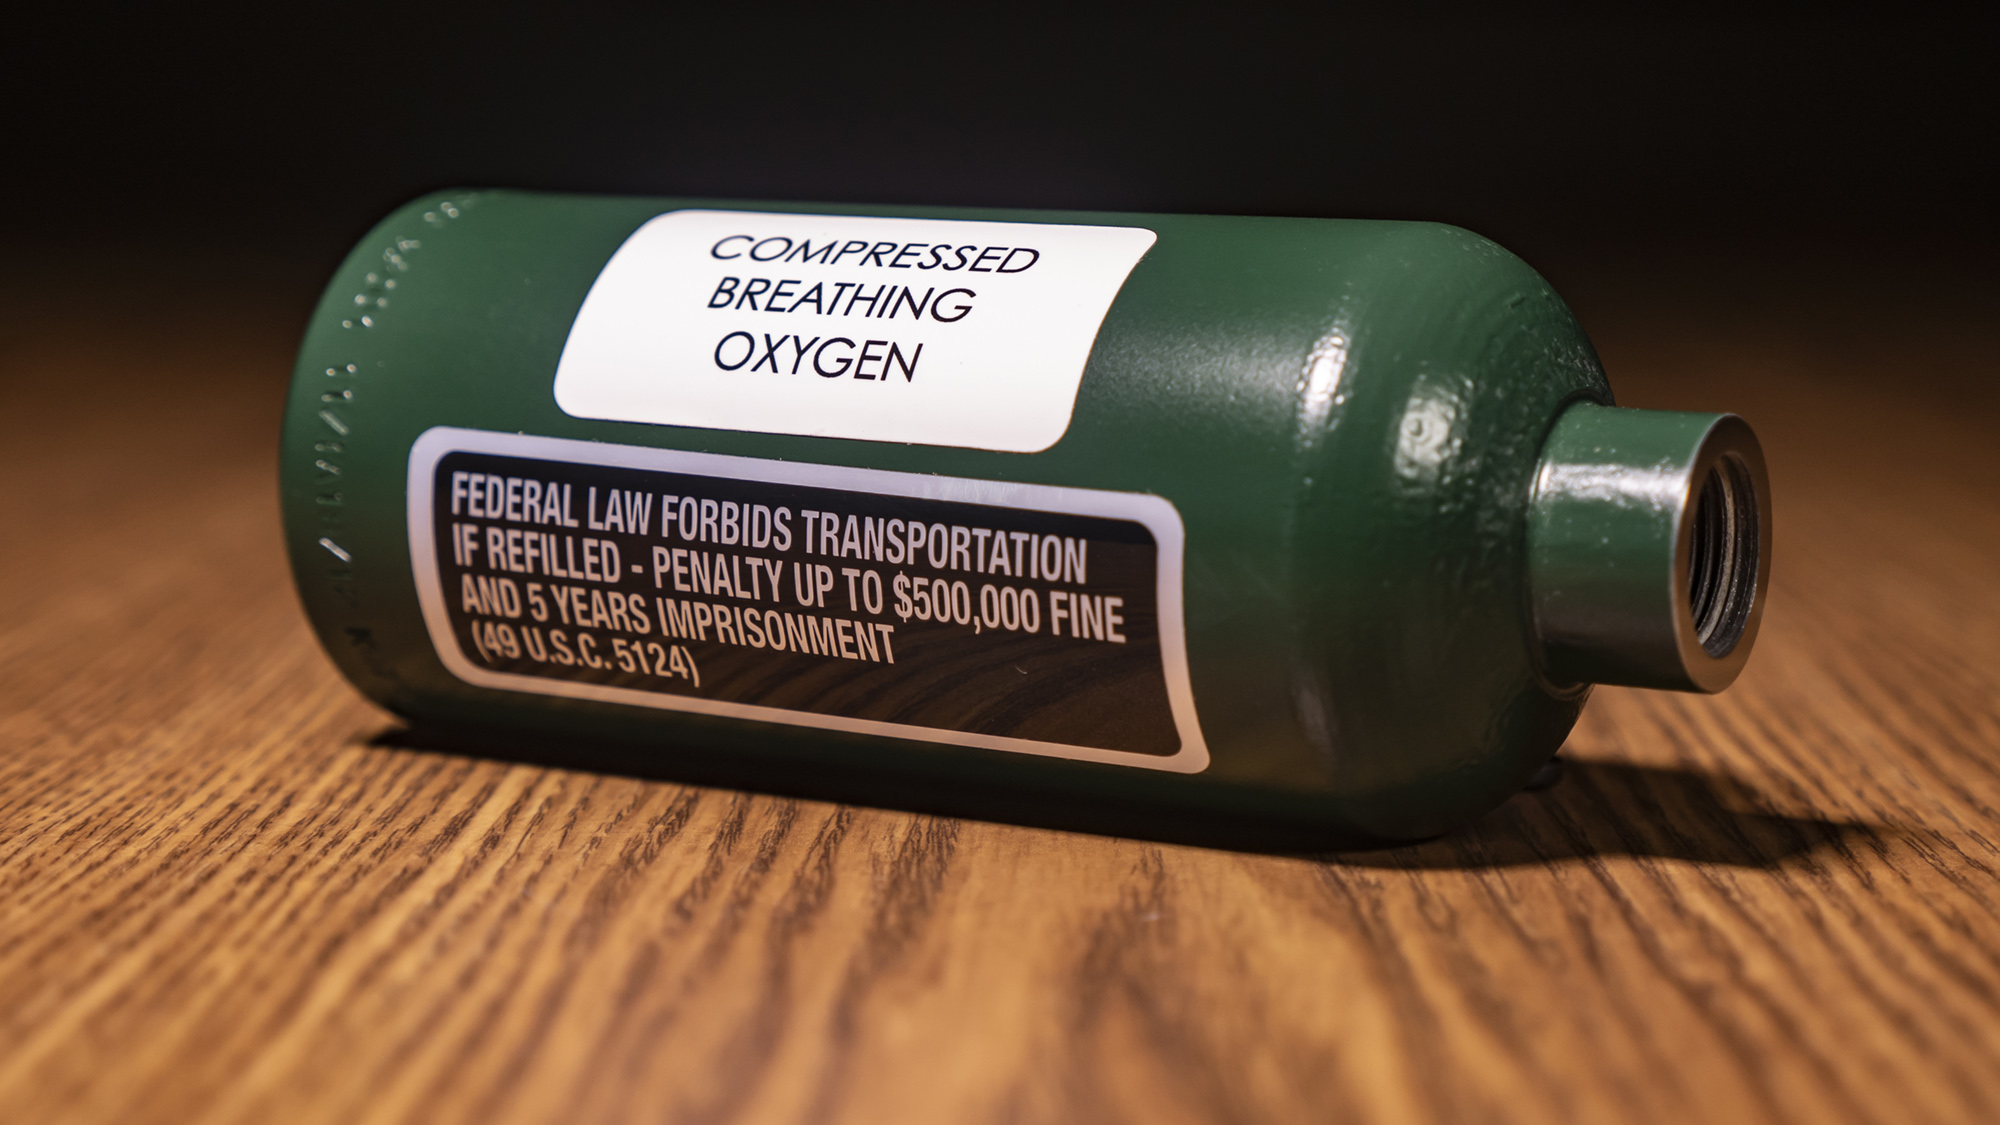 COMPRESSED
BREATHING
OXYGEN
FEDERAL LAW FORBIDS TRANSPORTATION
IF REFILLED - PENALTY UP TO $500,000 FINE
AND 5 YEARS IMPRISONMENT
(49 U.S.C. 5124)